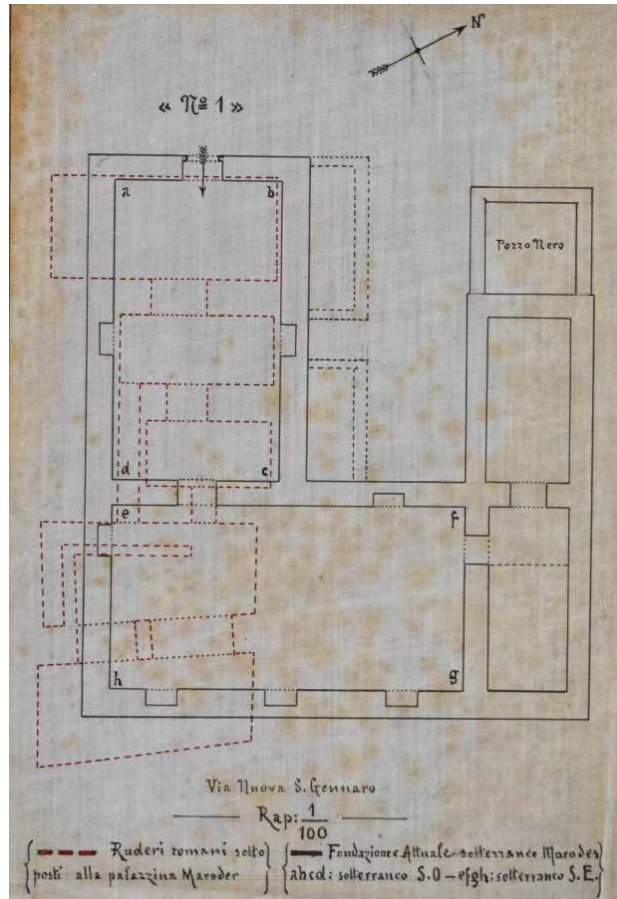 N
« Nº 1 »
a b
Pozzo Nero
d c
e f
h g
Via Nuova S. Gennaro
Rap: 1/100
Ruderi romani sotto
posti alla palazzina Maroder
Fondazione Attuale sotterraneo Maroder
abcd: sotterraneo S.O – efgh: sotterraneo S.E.